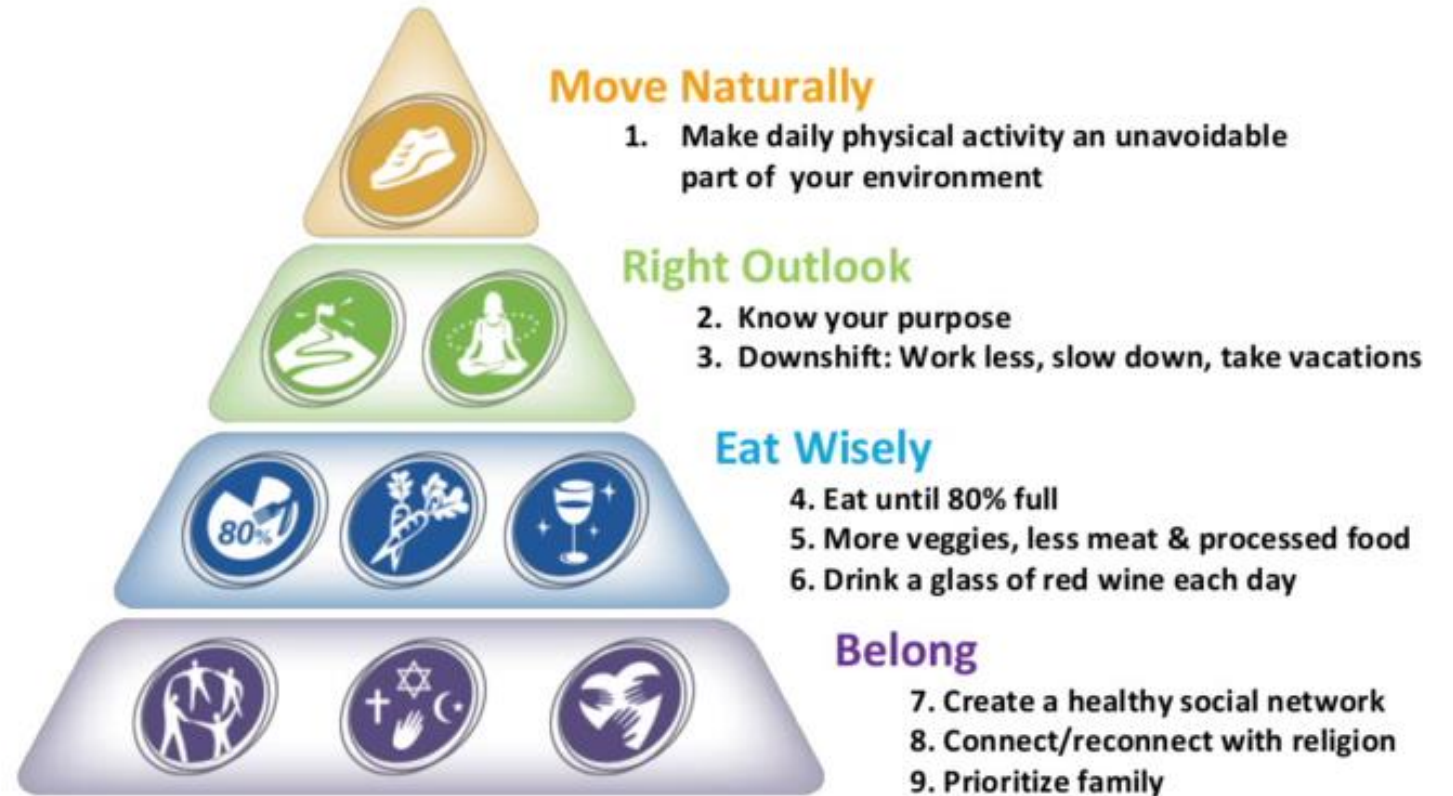 Move Naturally
1. Make daily physical activity an unavoidable
part of your environment
Right Outlook
2. Know your purpose
3. Downshift: Work less, slow down, take vacations
80%
Eat Wisely
4. Eat until 80% full
5. More veggies, less meat & processed food
6. Drink a glass of red wine each day
Belong
7. Create a healthy social network
8. Connect/reconnect with religion
9. Prioritize family